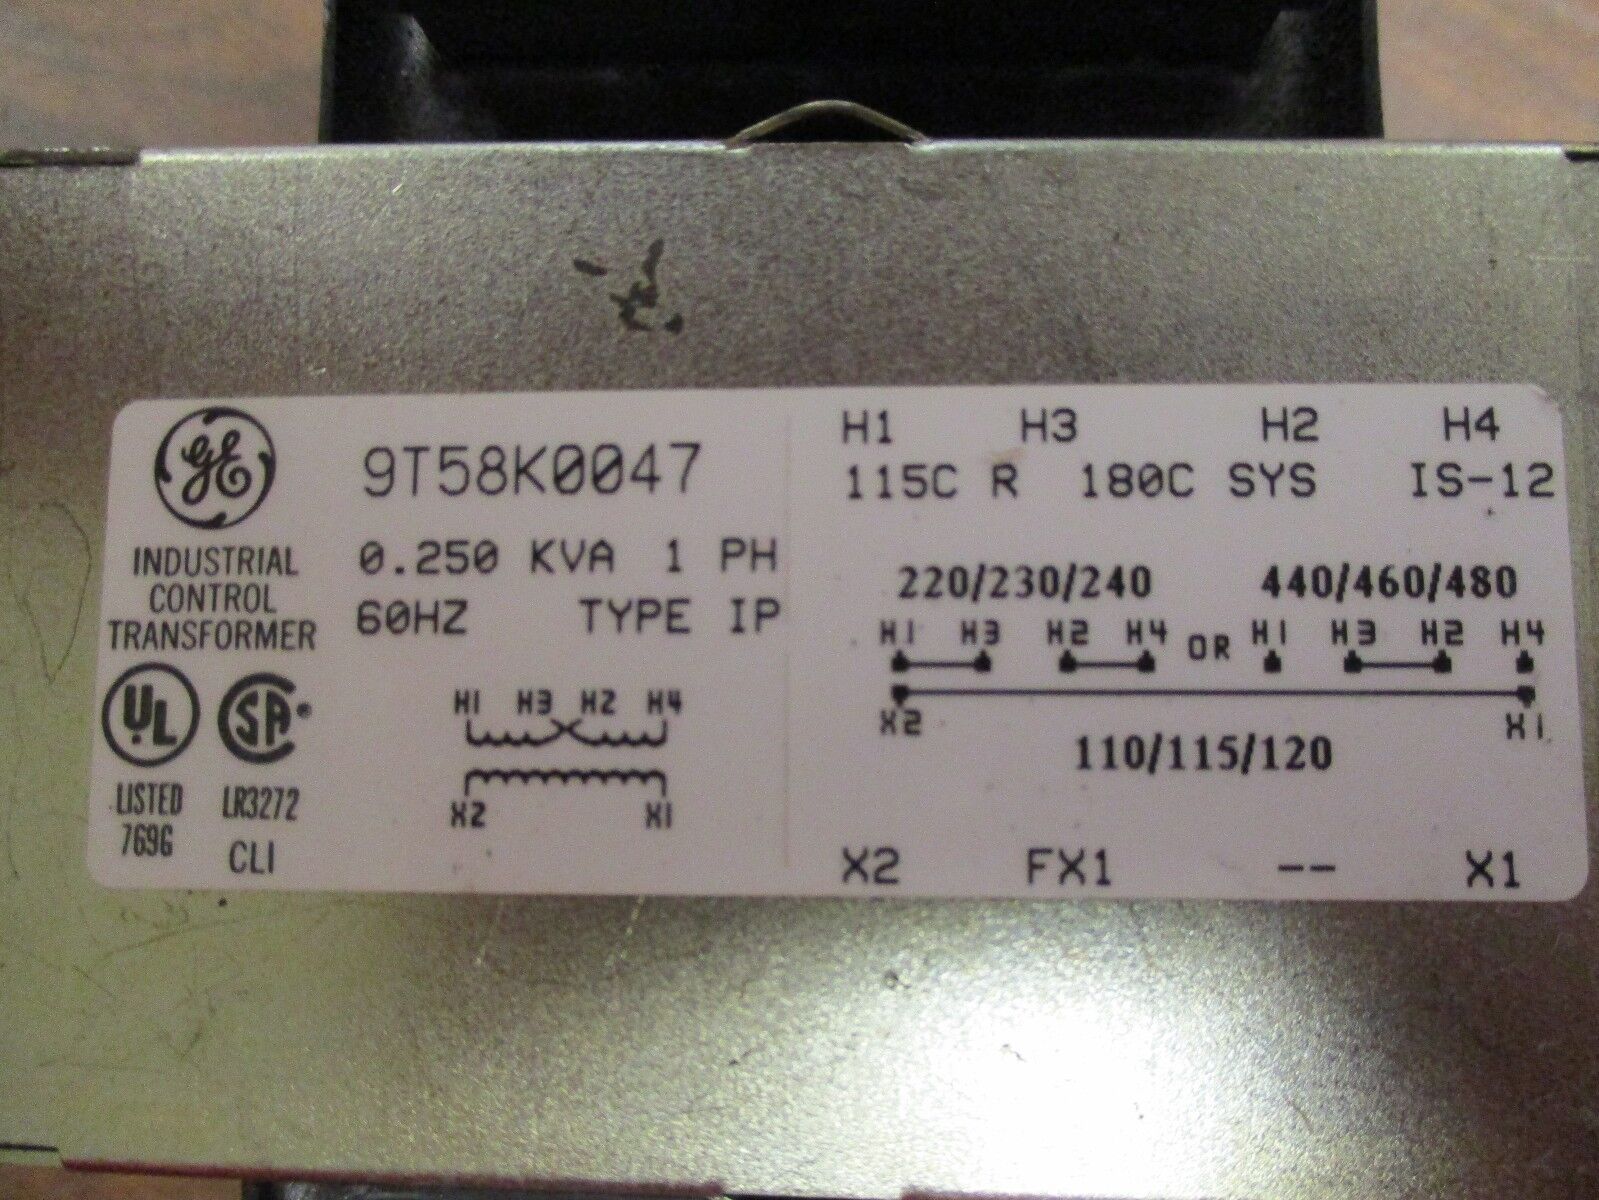 GE
9T58K0047
INDUSTRIAL
CONTROL
TRANSFORMER
0.250 KVA 1 PH
60HZ TYPE IP
H1 H3 H2 H4
X2 X1
UL
LISTED
769G
SA
LR3272
CLI
H1 H3 H2 H4
115C R 180C SYS IS-12
220/230/240 440/460/480
H1 H3 H2 H4 OR H1 H3 H2 H4
X2 X1
110/115/120
X2 FX1 -- X1